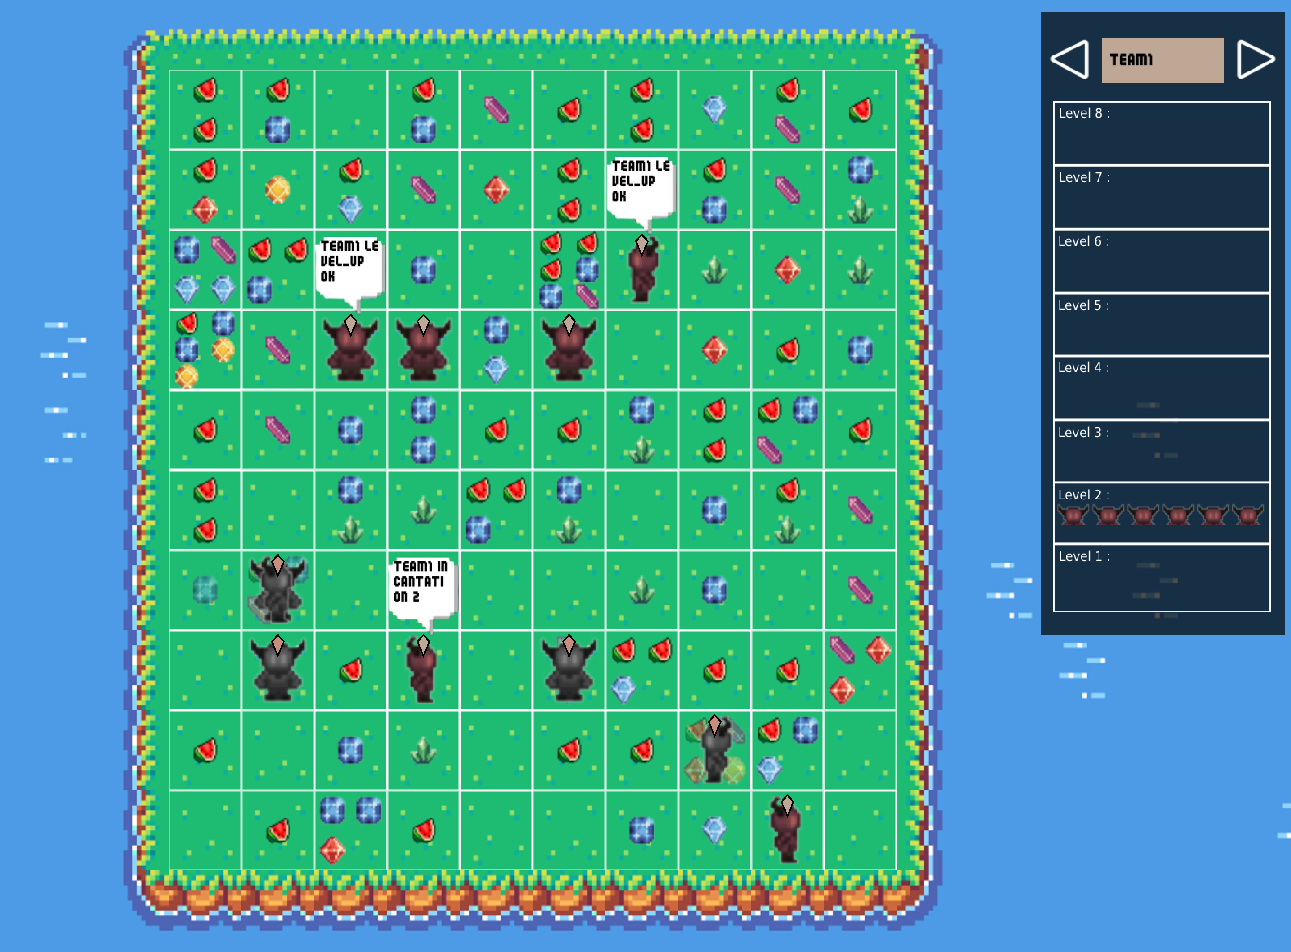 TEAM1
Level 8 :
Level 7 :
Level 6 :
Level 5 :
Level 4 :
Level 3 :
Level 2 :
Level 1 :
TEAM1 LE
VEL_UP
OK
TEAM1 LE
VEL_UP
OK
TEAM1 IN
CANTATI
ON 2